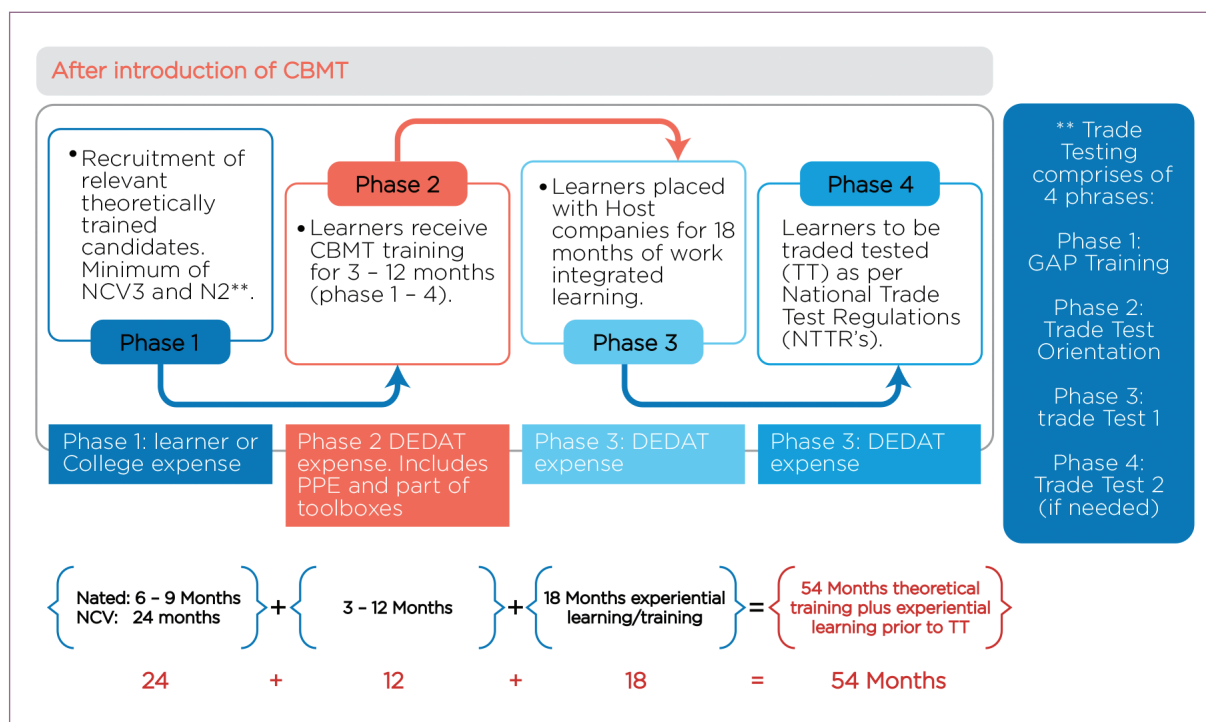 After introduction of CBMT
• Recruitment of
relevant
theoretically
trained
candidates.
Minimum of
NCV3 and N2**.
Phase 1
Phase 2
• Learners receive
CBMT training
for 3 – 12 months
(phase 1 – 4).
• Learners placed
with Host
companies for 18
months of work
integrated
learning.
Phase 3
Phase 4
Learners to be
traded tested
(TT) as per
National Trade
Test Regulations
(NTTR's).
Phase 1: learner or
College expense
Phase 2 DEDAT
expense. Includes
PPE and part of
toolboxes
Phase 3: DEDAT
expense
Phase 3: DEDAT
expense
** Trade
Testing
comprises of
4 phrases:
Phase 1:
GAP Training
Phase 2:
Trade Test
Orientation
Phase 3:
trade Test 1
Phase 4:
Trade Test 2
(if needed)
Nated: 6 – 9 Months
NCV: 24 months
+
3 – 12 Months
+
18 Months experiential
learning/training
=
54 Months theoretical
training plus experiential
learning prior to TT
24 + 12 + 18 = 54 Months